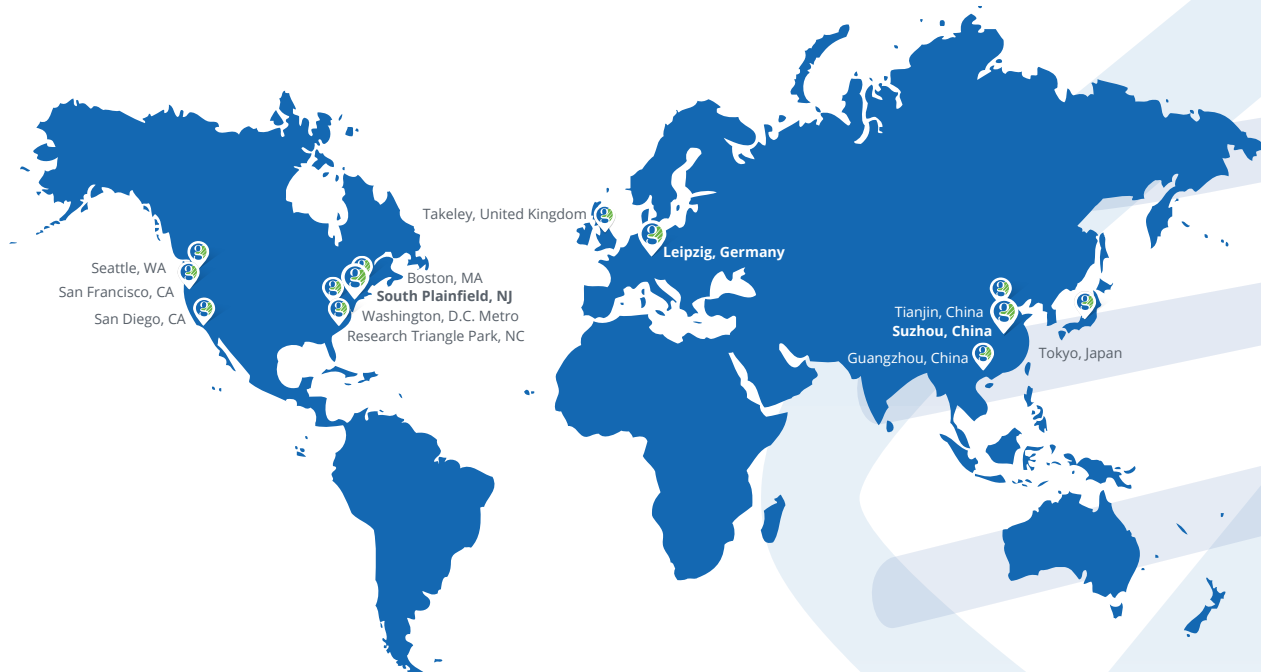 Takeley, United Kingdom
Leipzig, Germany
Seattle, WA
San Francisco, CA
San Diego, CA
Boston, MA
South Plainfield, NJ
Washington, D.C. Metro
Research Triangle Park, NC
Tianjin, China
Suzhou, China
Guangzhou, China
Tokyo, Japan